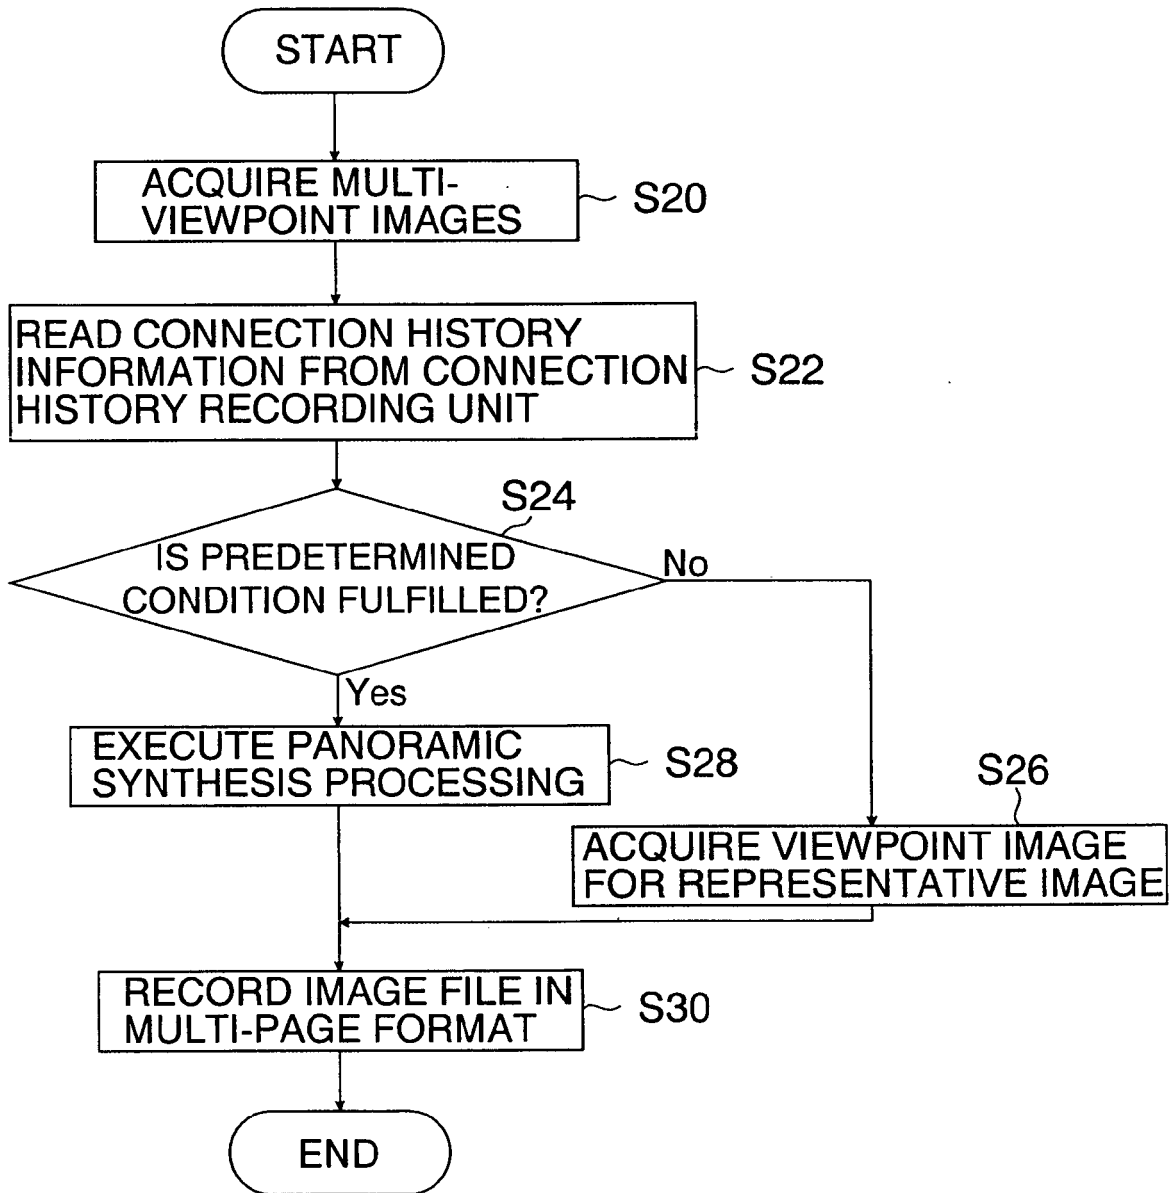 START
ACQUIRE MULTI-
VIEWPOINT IMAGES
S20
READ CONNECTION HISTORY
INFORMATION FROM CONNECTION
HISTORY RECORDING UNIT
S22
S24
IS PREDETERMINED
CONDITION FULFILLED?
No
Yes
EXECUTE PANORAMIC
SYNTHESIS PROCESSING
S28
S26
ACQUIRE VIEWPOINT IMAGE
FOR REPRESENTATIVE IMAGE
RECORD IMAGE FILE IN
MULTI-PAGE FORMAT
S30
END